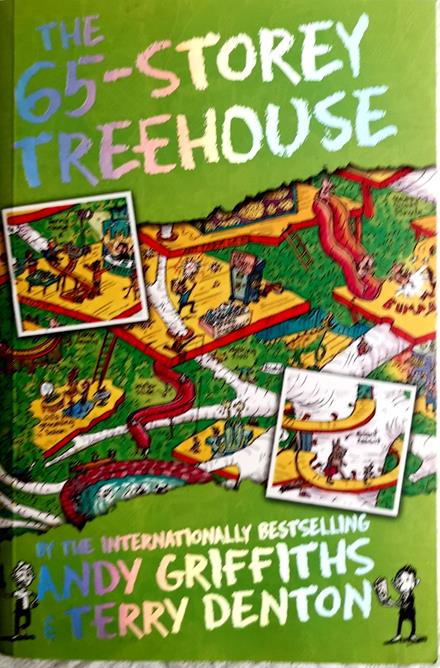 THE
65-STOREY
TREEHOUSE
BY THE INTERNATIONALLY BESTSELLING
ANDY GRIFFITHS
& TERRY DENTON